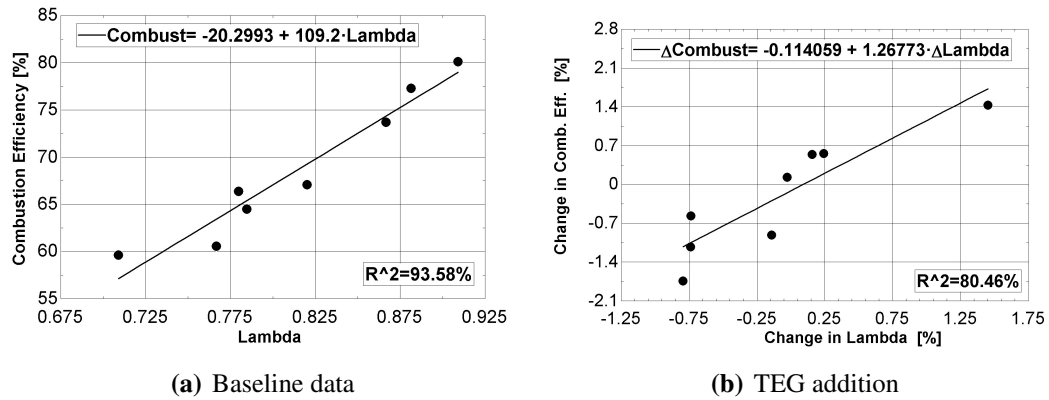 85
80
75
70
65
60
55
Combustion Efficiency [%]
Combust= -20.2993 + 109.2·Lambda
R^2=93.58%
0.675 0.725 0.775 0.825 0.875 0.925
Lambda
(a) Baseline data
2.8
2.1
1.4
0.7
0
-0.7
-1.4
-2.1
Change in Comb. Eff. [%]
ΔCombust= -0.114059 + 1.26773·ΔLambda
R^2=80.46%
-1.25 -0.75 -0.25 0.25 0.75 1.25 1.75
Change in Lambda [%]
(b) TEG addition